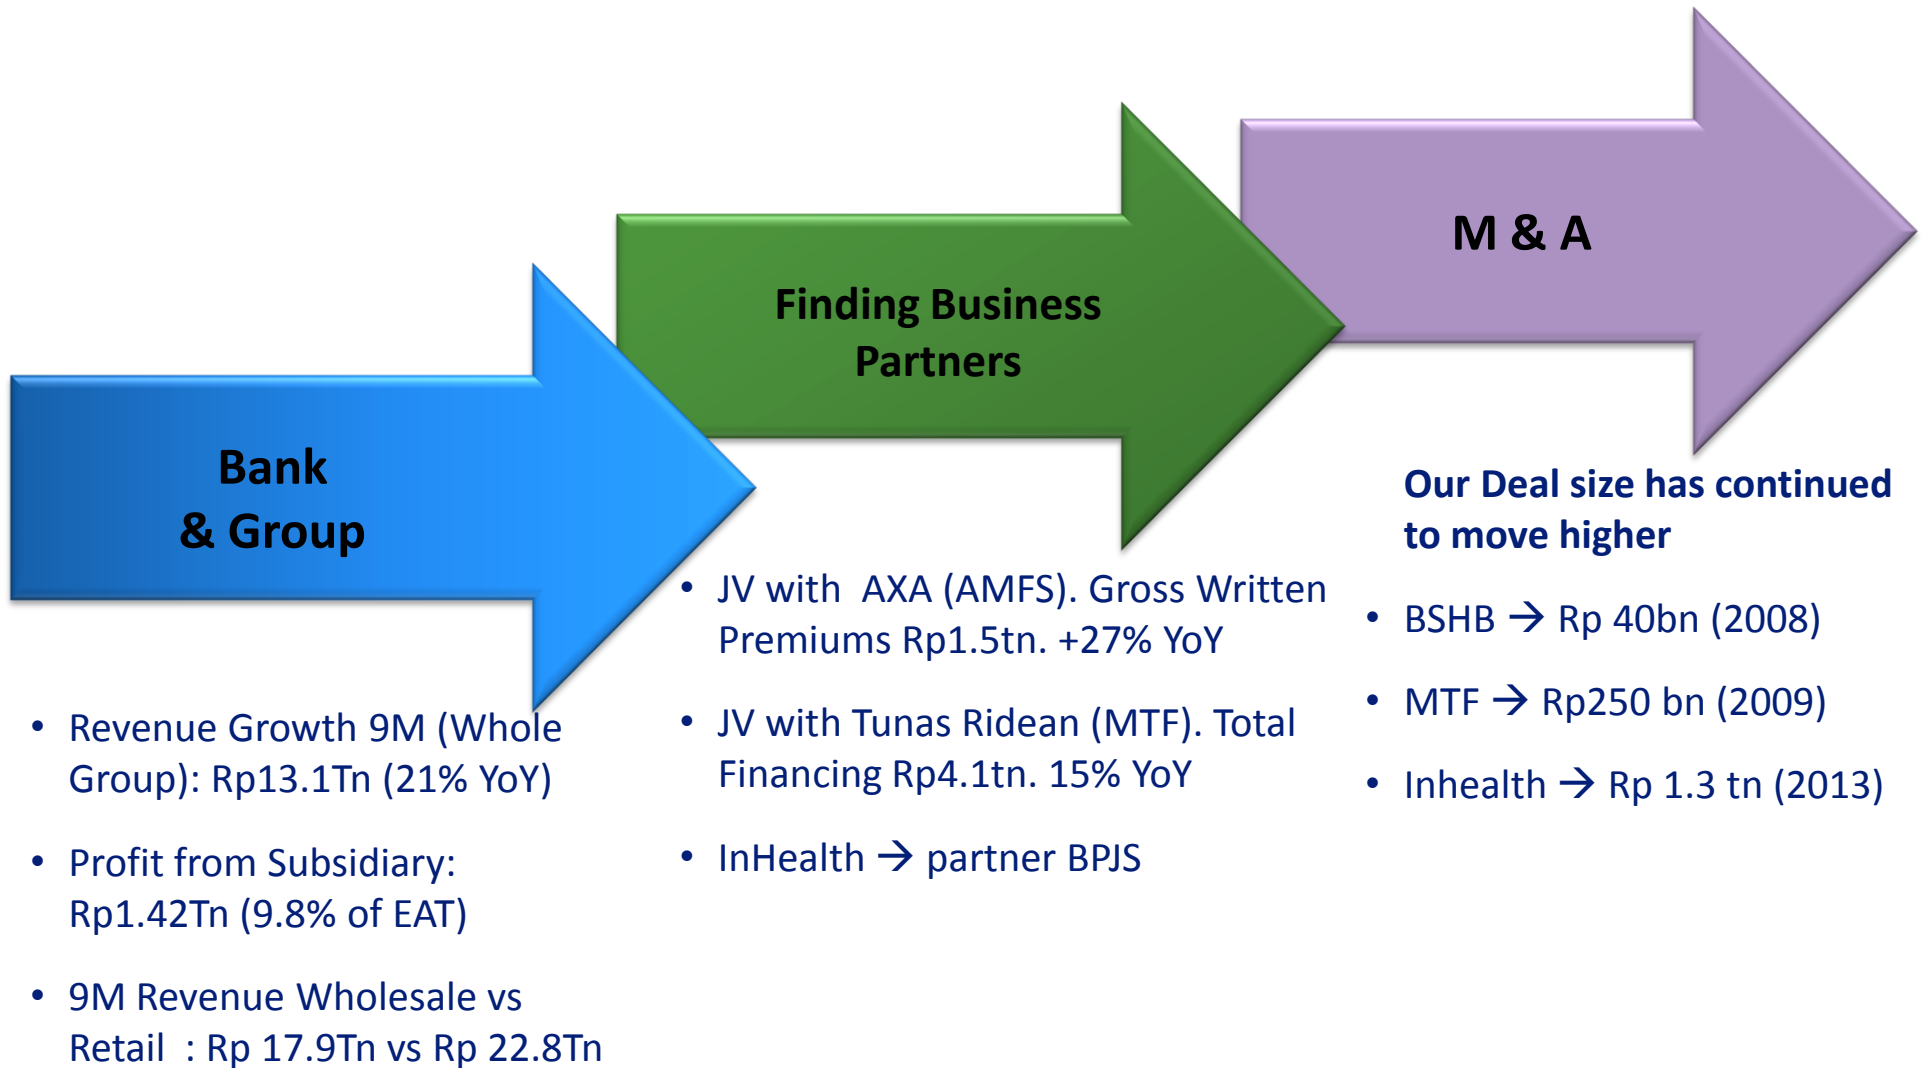 Bank
& Group
• Revenue Growth 9M (Whole
Group): Rp13.1Tn (21% YoY)
• Profit from Subsidiary:
Rp1.42Tn (9.8% of EAT)
• 9M Revenue Wholesale vs
Retail : Rp 17.9Tn vs Rp 22.8Tn
Finding Business
Partners
• JV with AXA (AMFS). Gross Written
Premiums Rp1.5tn. +27% YoY
• JV with Tunas Ridean (MTF). Total
Financing Rp4.1tn. 15% YoY
• InHealth → partner BPJS
M & A
Our Deal size has continued
to move higher
• BSHB → Rp 40bn (2008)
• MTF → Rp250 bn (2009)
• Inhealth → Rp 1.3 tn (2013)